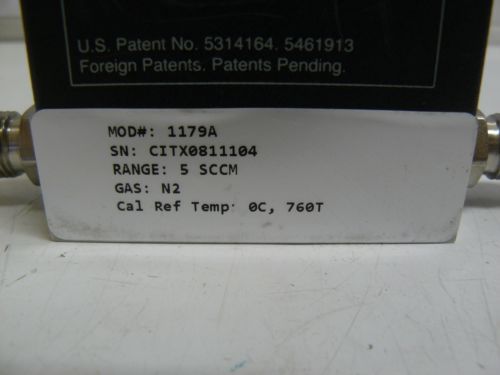 U.S. Patent No. 5314164. 5461913
Foreign Patents. Patents Pending.
MOD#: 1179A
SN: CITX0811104
RANGE: 5 SCCM
GAS: N2
Cal Ref Temp: 0C, 760T